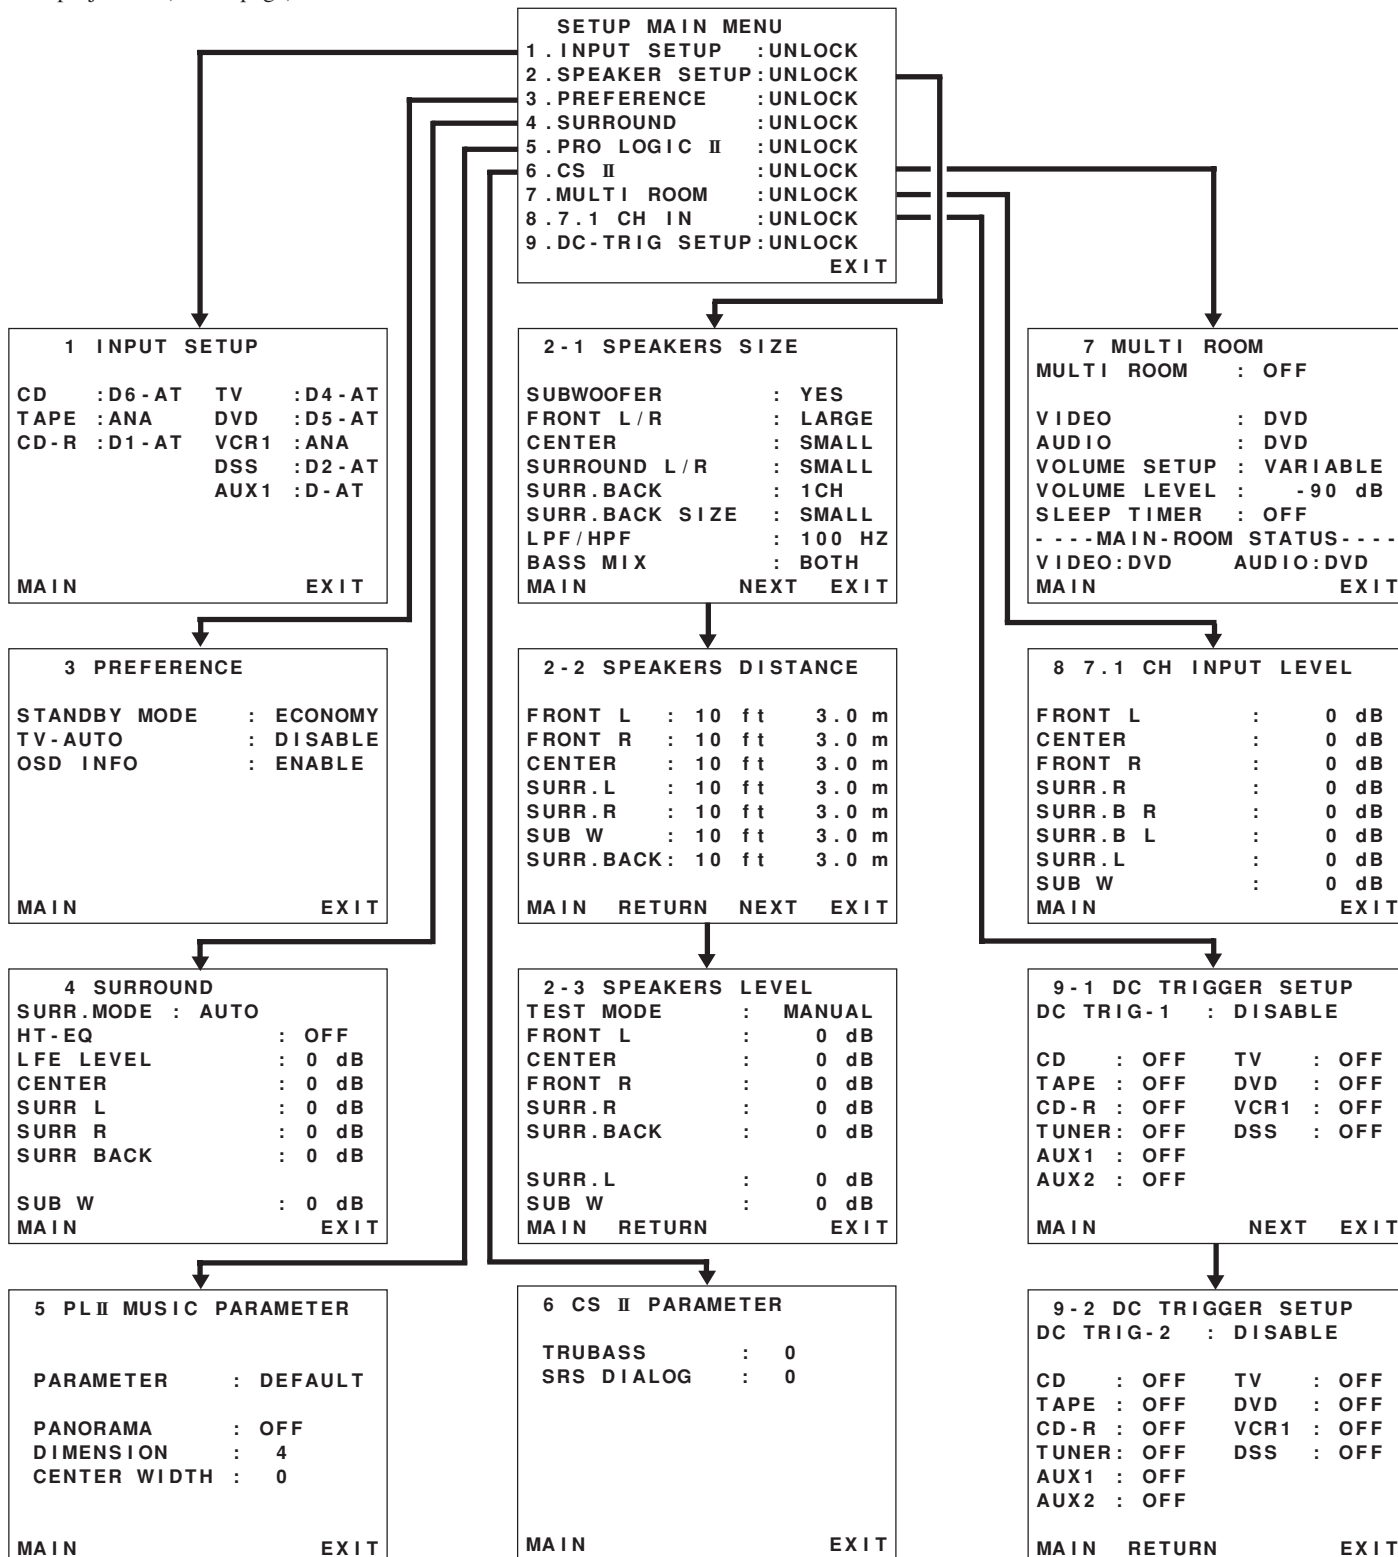 SETUP MAIN MENU
1.INPUT SETUP :UNLOCK
2.SPEAKER SETUP:UNLOCK
3.PREFERENCE :UNLOCK
4.SURROUND :UNLOCK
5.PRO LOGIC II :UNLOCK
6.CS II :UNLOCK
7.MULTI ROOM :UNLOCK
8.7.1 CH IN :UNLOCK
9.DC-TRIG SETUP:UNLOCK
EXIT
1 INPUT SETUP
CD :D6-AT TV :D4-AT
TAPE :ANA DVD :D5-AT
CD-R :D1-AT VCR1 :ANA
DSS :D2-AT
AUX1 :D-AT
MAIN EXIT
2-1 SPEAKERS SIZE
SUBWOOFER : YES
FRONT L/R : LARGE
CENTER : SMALL
SURROUND L/R : SMALL
SURR.BACK : 1CH
SURR.BACK SIZE : SMALL
LPF/HPF : 100 HZ
BASS MIX : BOTH
MAIN NEXT EXIT
7 MULTI ROOM
MULTI ROOM : OFF
VIDEO : DVD
AUDIO : DVD
VOLUME SETUP : VARIABLE
VOLUME LEVEL : -90 dB
SLEEP TIMER : OFF
----MAIN-ROOM STATUS----
VIDEO:DVD AUDIO:DVD
MAIN EXIT
3 PREFERENCE
STANDBY MODE : ECONOMY
TV-AUTO : DISABLE
OSD INFO : ENABLE
MAIN EXIT
2-2 SPEAKERS DISTANCE
FRONT L : 10 ft 3.0 m
FRONT R : 10 ft 3.0 m
CENTER : 10 ft 3.0 m
SURR.L : 10 ft 3.0 m
SURR.R : 10 ft 3.0 m
SUB W : 10 ft 3.0 m
SURR.BACK: 10 ft 3.0 m
MAIN RETURN NEXT EXIT
8 7.1 CH INPUT LEVEL
FRONT L : 0 dB
CENTER : 0 dB
FRONT R : 0 dB
SURR.R : 0 dB
SURR.B R : 0 dB
SURR.B L : 0 dB
SURR.L : 0 dB
SUB W : 0 dB
MAIN EXIT
4 SURROUND
SURR.MODE : AUTO
HT-EQ : OFF
LFE LEVEL : 0 dB
CENTER : 0 dB
SURR L : 0 dB
SURR R : 0 dB
SURR BACK : 0 dB
SUB W : 0 dB
MAIN EXIT
2-3 SPEAKERS LEVEL
TEST MODE : MANUAL
FRONT L : 0 dB
CENTER : 0 dB
FRONT R : 0 dB
SURR.R : 0 dB
SURR.BACK : 0 dB
SURR.L : 0 dB
SUB W : 0 dB
MAIN RETURN EXIT
9-1 DC TRIGGER SETUP
DC TRIG-1 : DISABLE
CD : OFF TV : OFF
TAPE : OFF DVD : OFF
CD-R : OFF VCR1 : OFF
TUNER: OFF DSS : OFF
AUX1 : OFF
AUX2 : OFF
MAIN NEXT EXIT
5 PLII MUSIC PARAMETER
PARAMETER : DEFAULT
PANORAMA : OFF
DIMENSION : 4
CENTER WIDTH : 0
MAIN EXIT
6 CS II PARAMETER
TRUBASS : 0
SRS DIALOG : 0
MAIN EXIT
9-2 DC TRIGGER SETUP
DC TRIG-2 : DISABLE
CD : OFF TV : OFF
TAPE : OFF DVD : OFF
CD-R : OFF VCR1 : OFF
TUNER: OFF DSS : OFF
AUX1 : OFF
AUX2 : OFF
MAIN RETURN EXIT